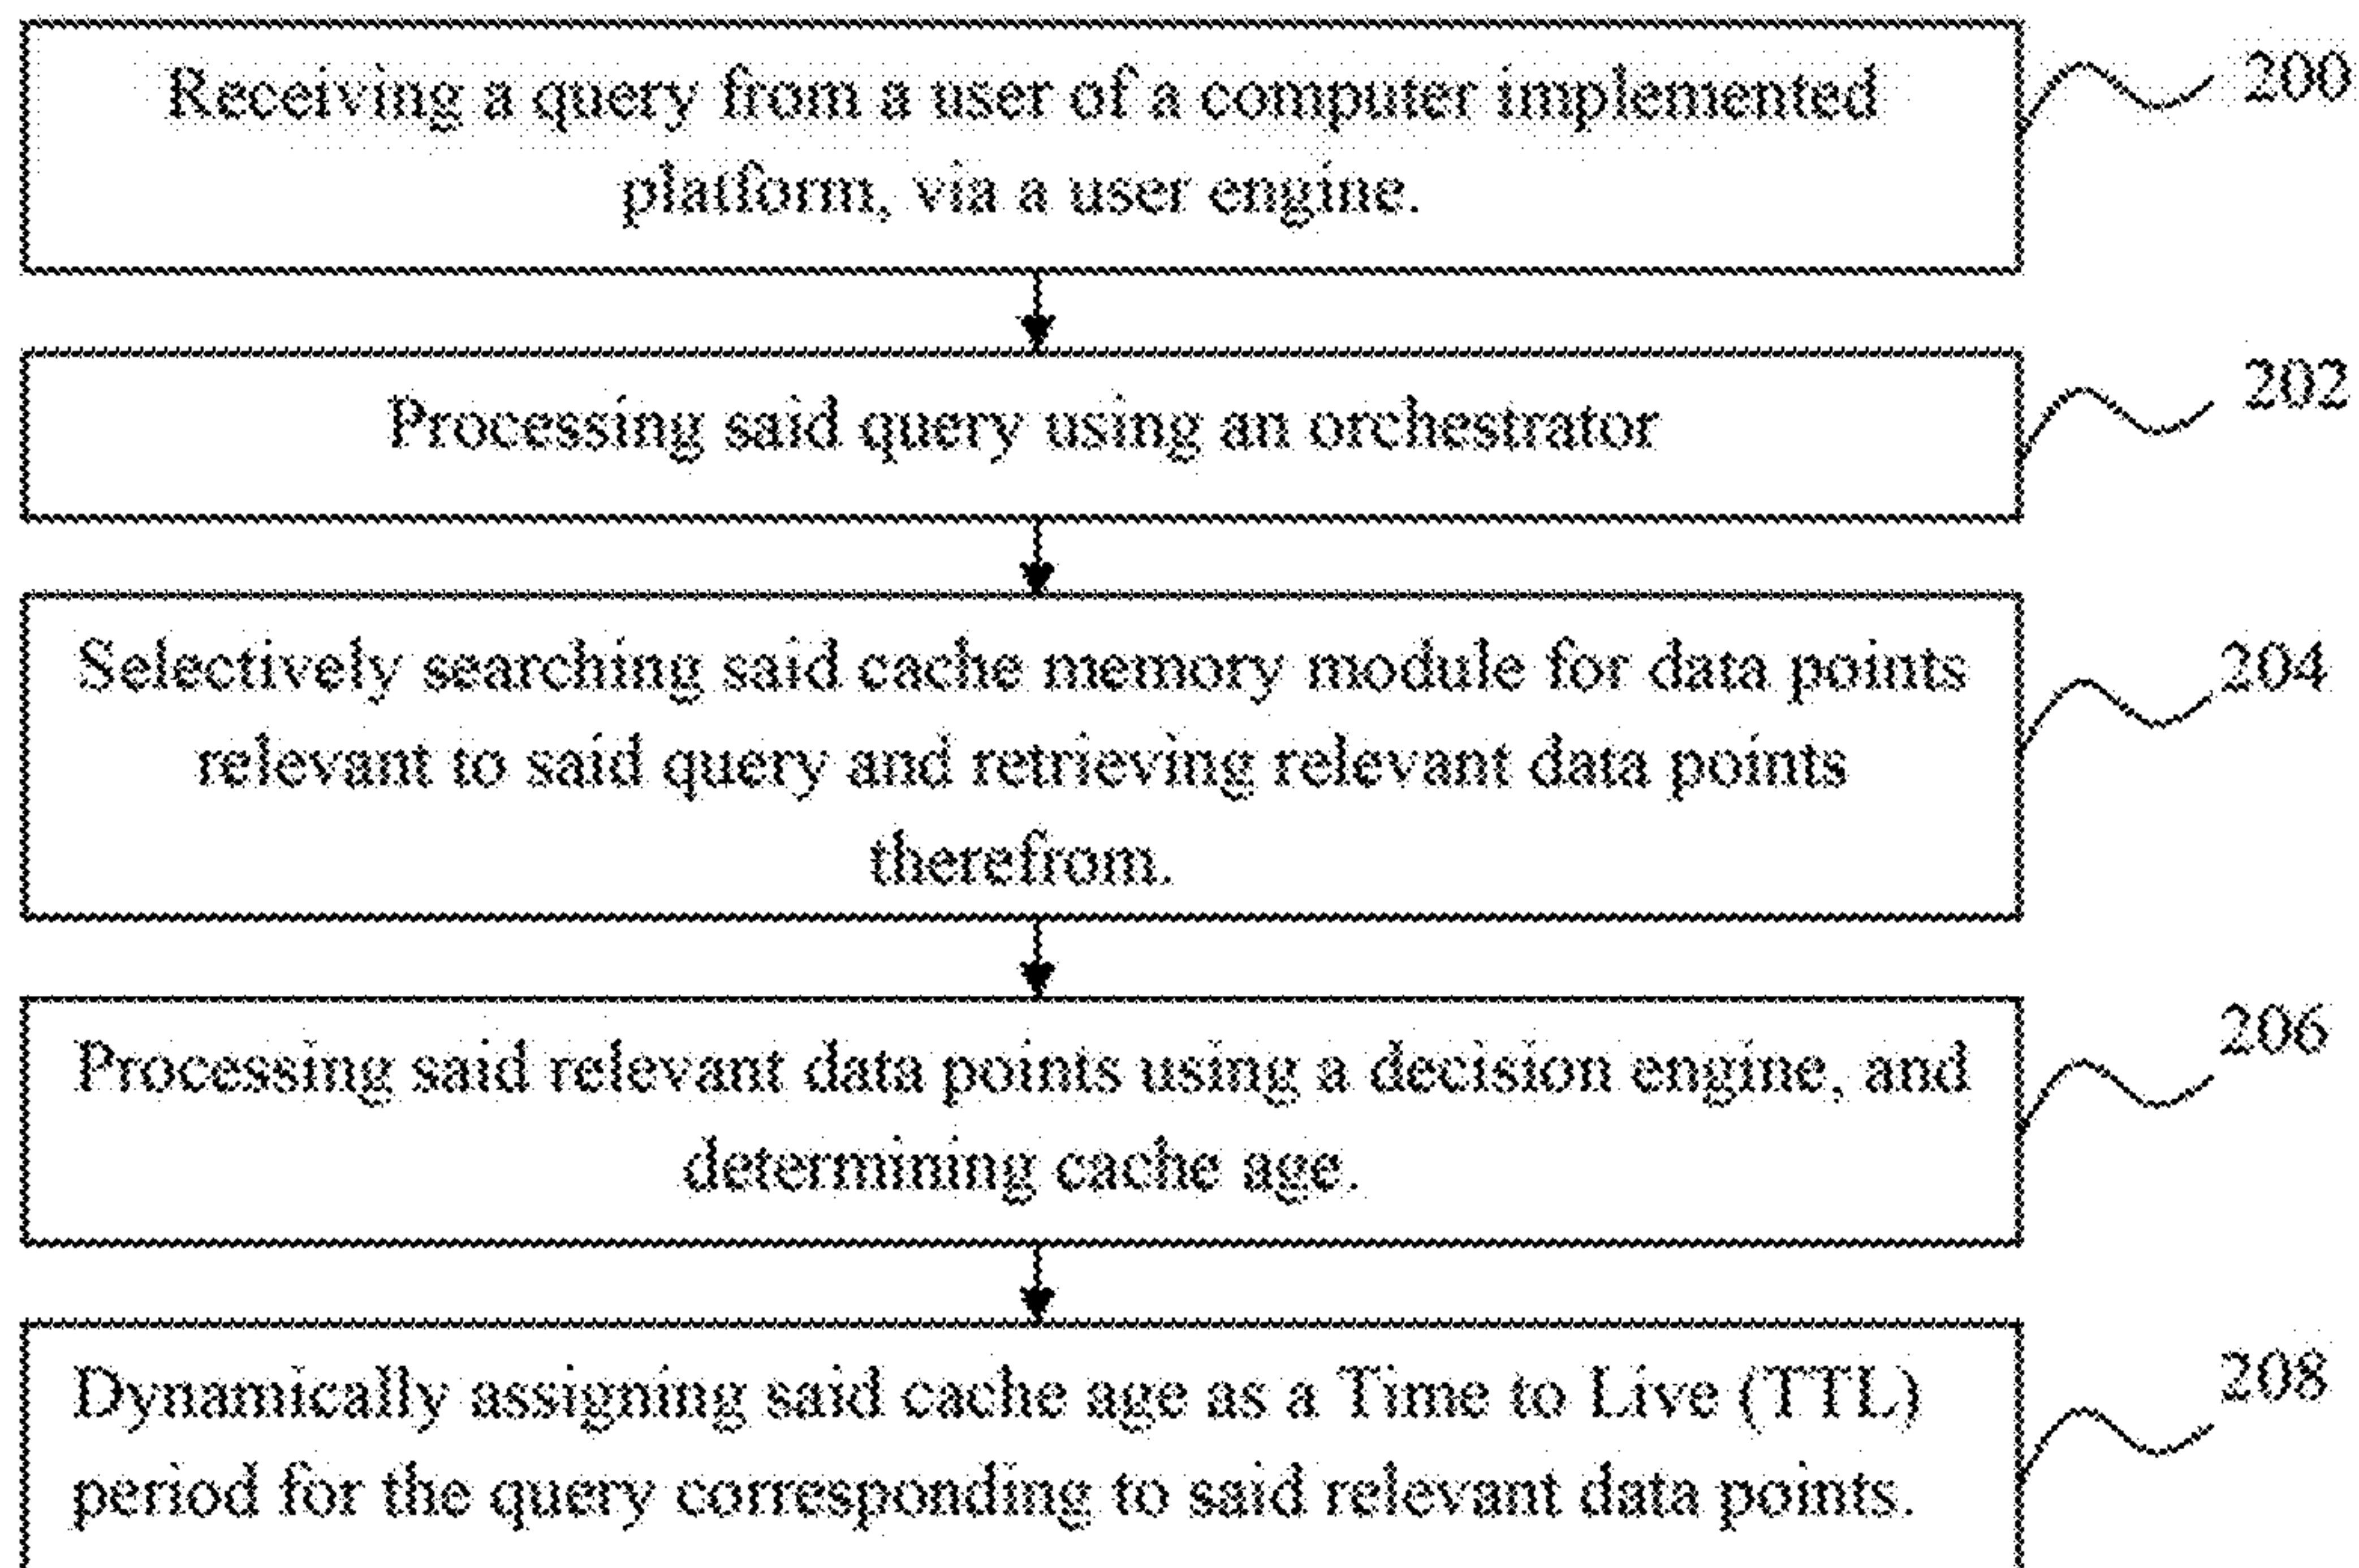 Receiving a query from a user of a computer implemented
platform, via a user engine.
200
Processing said query using an orchestrator
202
Selectively searching said cache memory module for data points
relevant to said query and retrieving relevant data points
therefrom.
204
Processing said relevant data points using a decision engine, and
determining cache age.
206
Dynamically assigning said cache age as a Time to Live (TTL)
period for the query corresponding to said relevant data points.
208